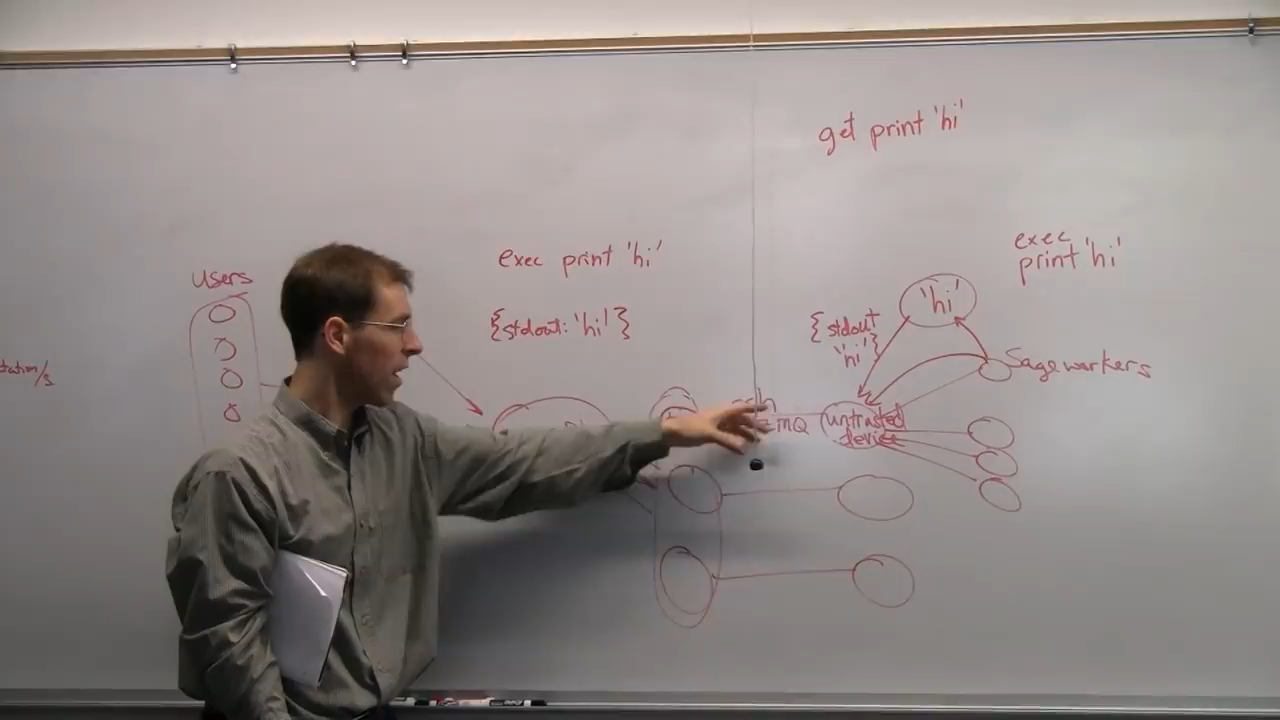 get print 'hi'
exec
print 'hi'
exec print 'hi'
users
{stdout: 'hi'}
{stdout
'hi'}
'hi'
Sage workers
mQ
untrusted
device